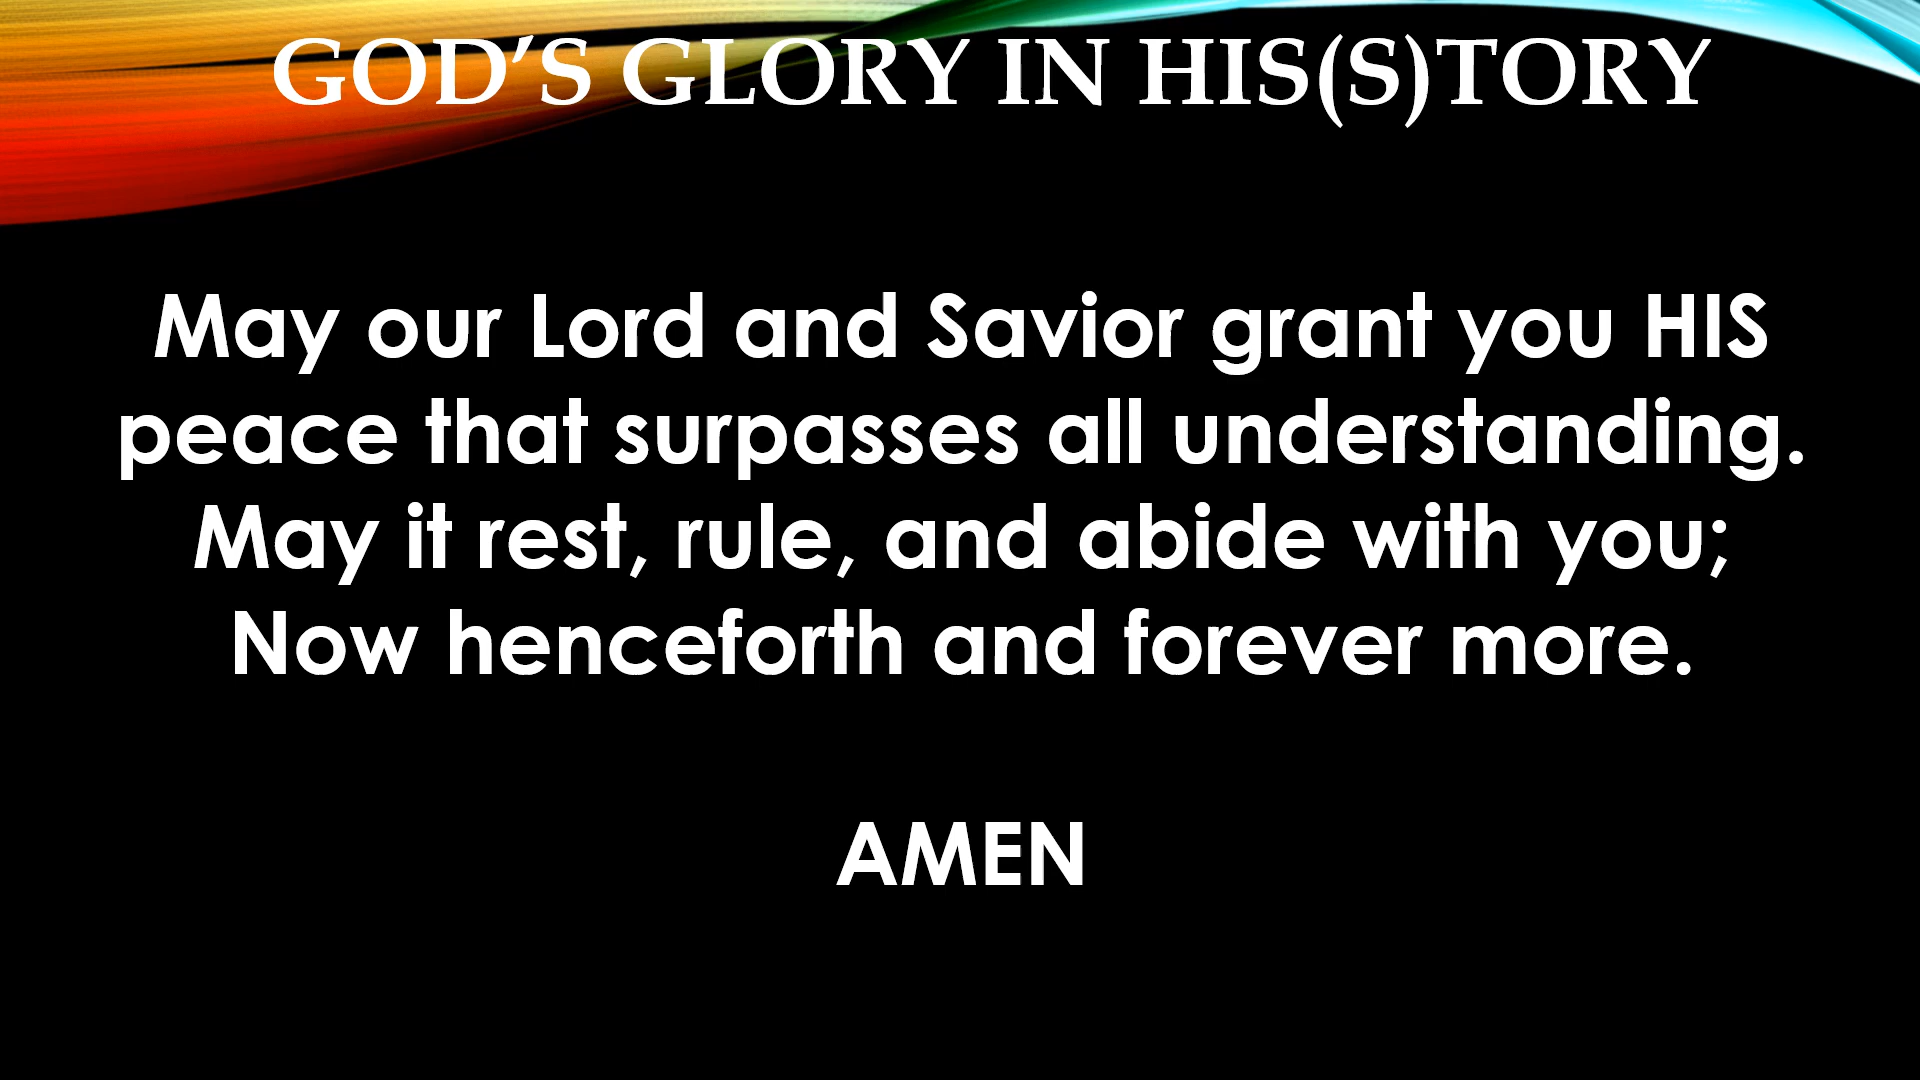 GOD’S GLORY IN HIS(S)TORY
May our Lord and Savior grant you HIS
peace that surpasses all understanding.
May it rest, rule, and abide with you;
Now henceforth and forever more.
AMEN